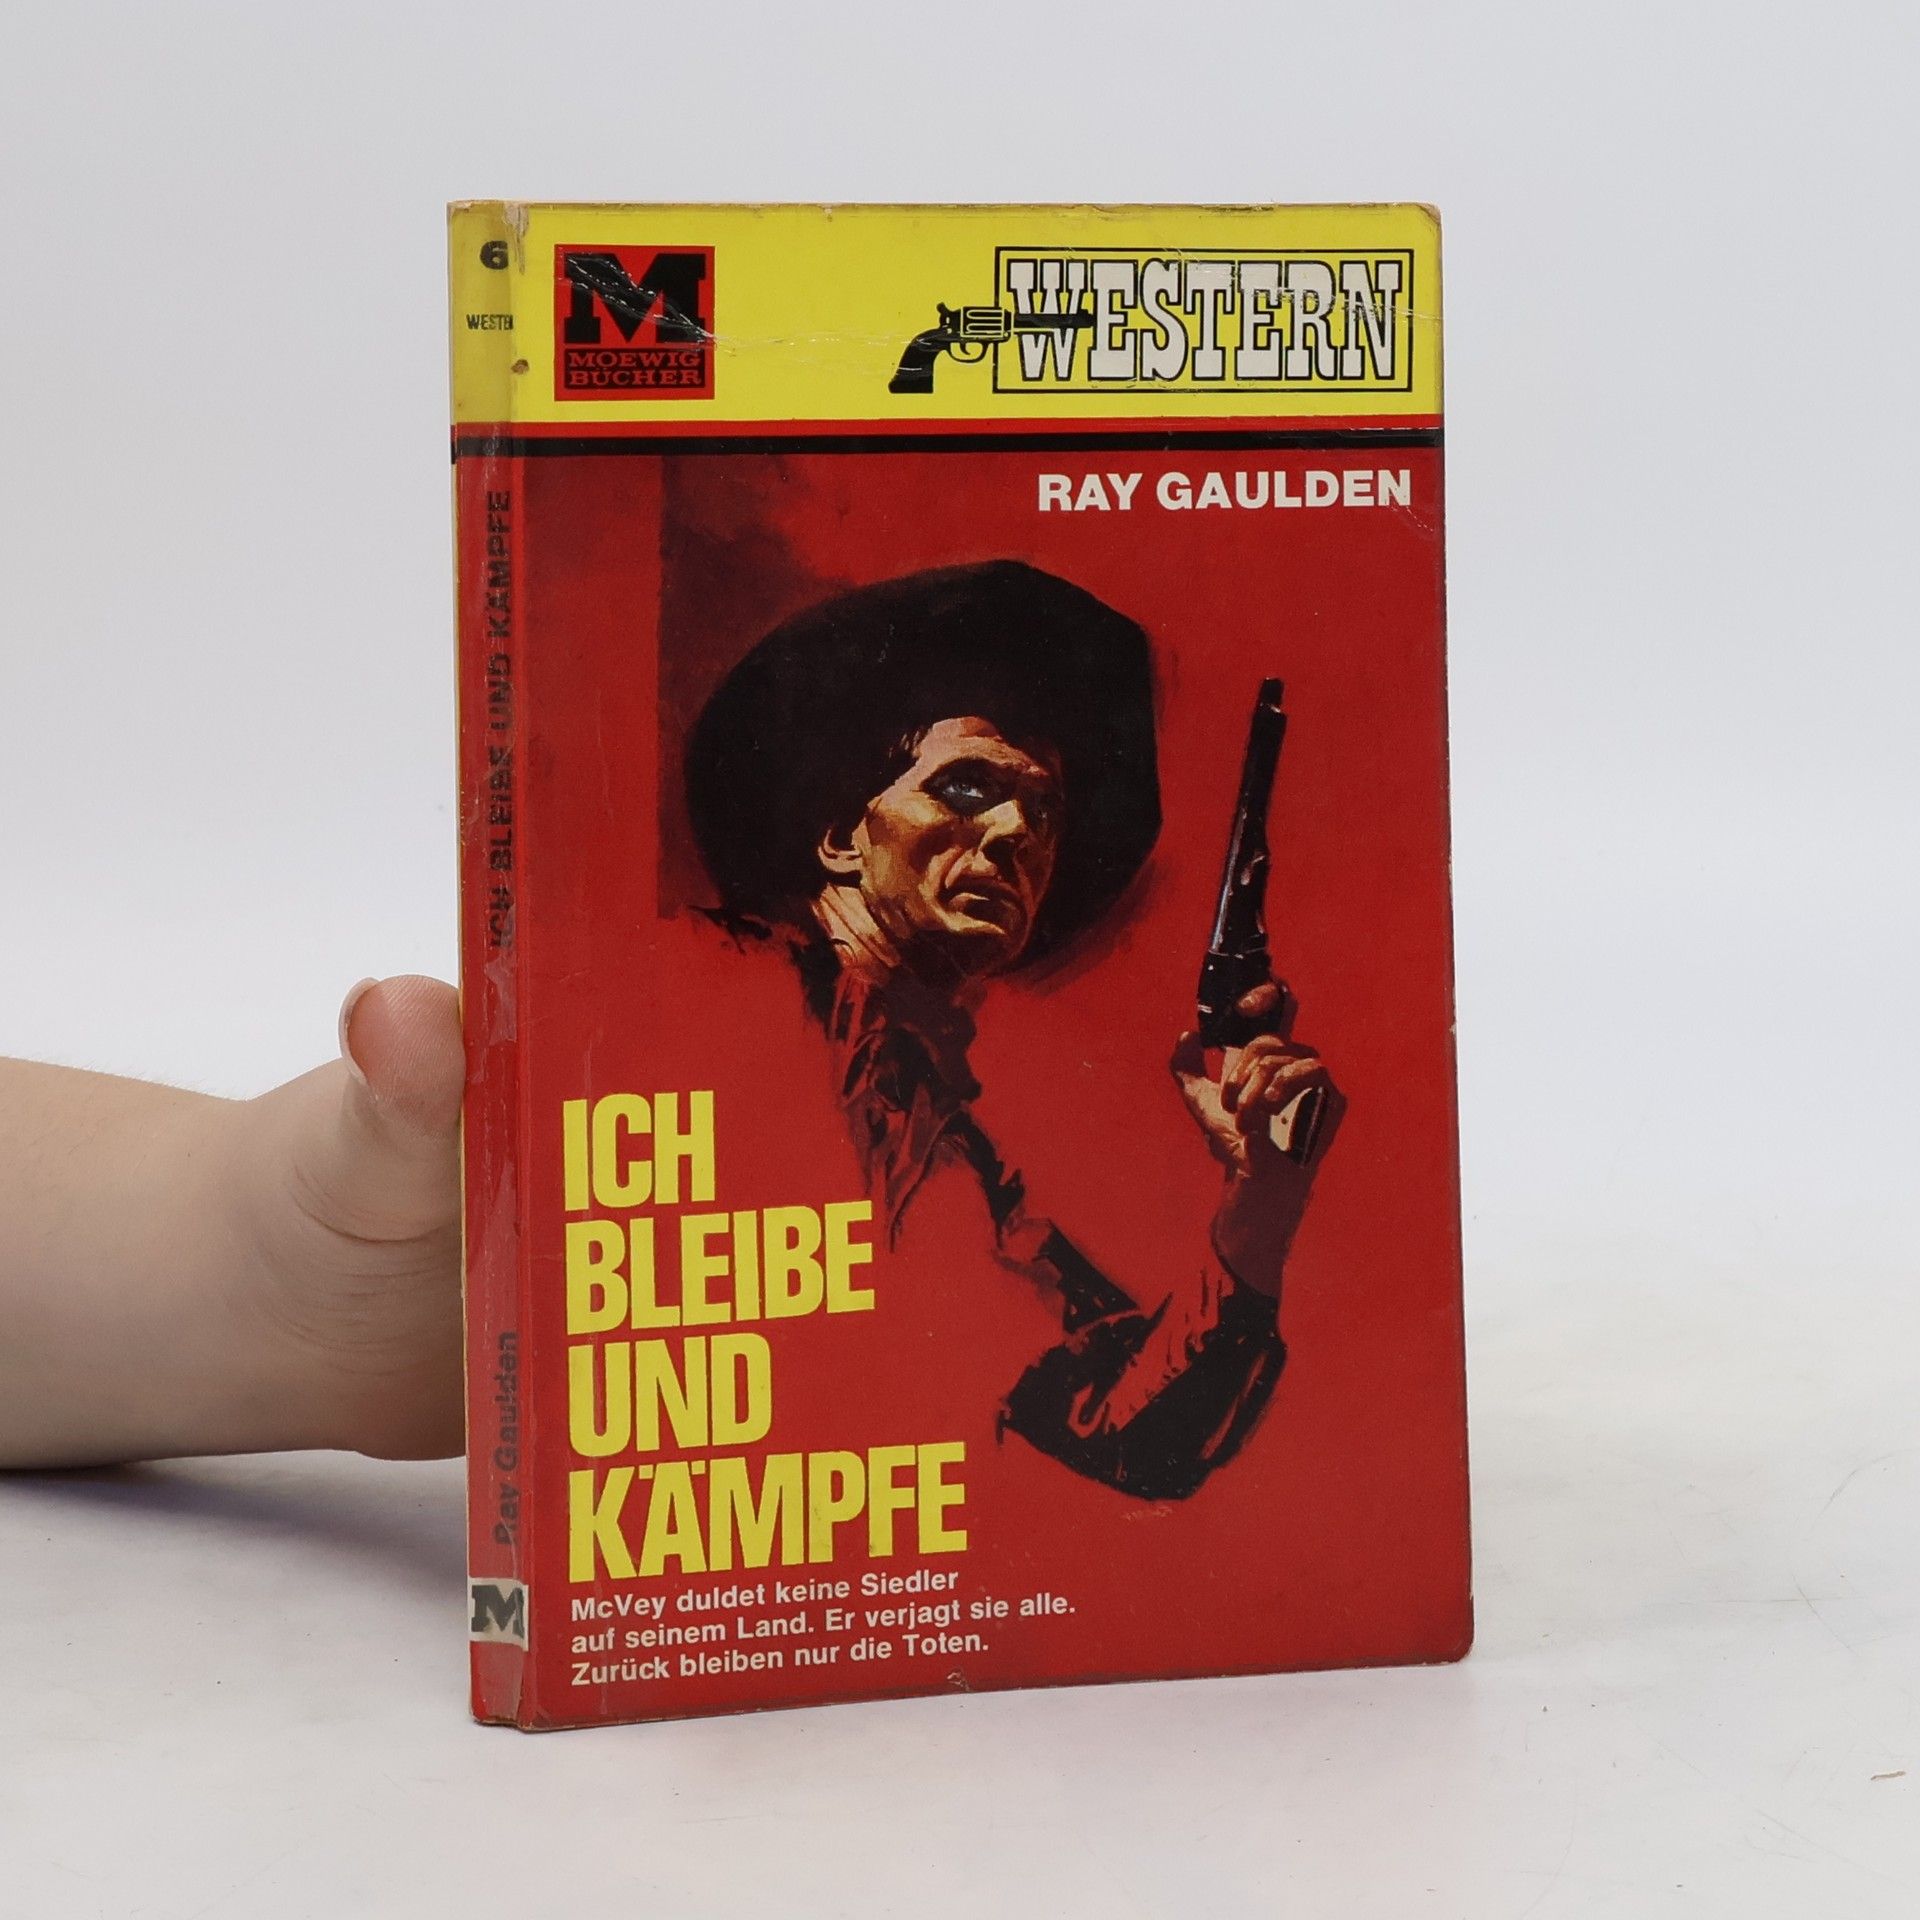 6
WESTE
M
MOEWIG
BÜCHER
WESTERN
RAY GAULDEN
ICH BLEIBE UND KÄMPFE
Ray Gaulden
M
ICH
BLEIBE
UND
KÄMPFE
McVey duldet keine Siedler
auf seinem Land. Er verjagt sie alle.
Zurück bleiben nur die Toten.